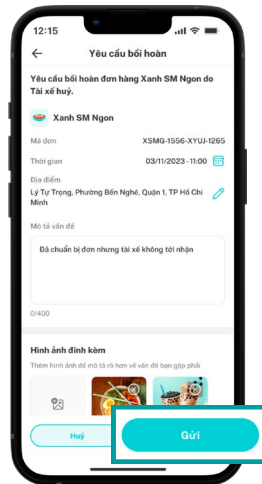 12:15
Yêu cầu bồi hoàn
Yêu cầu bồi hoàn đơn hàng Xanh SM Ngon do
Tài xế huỷ.
Xanh SM Ngon
Mã đơn XSMG-1556-XYUJ-1265
Thời gian 03/11/2023 - 11:00
Địa điểm
Lý Tự Trọng, Phường Bến Nghé, Quận 1, TP Hồ Chí
Minh
Mô tả vấn đề
Đã chuẩn bị đơn nhưng tài xế không tới nhận
0/400
Hình ảnh đính kèm
Thêm hình ảnh để mô tả rõ hơn về vấn đề bạn gặp phải
Huỷ
Gửi